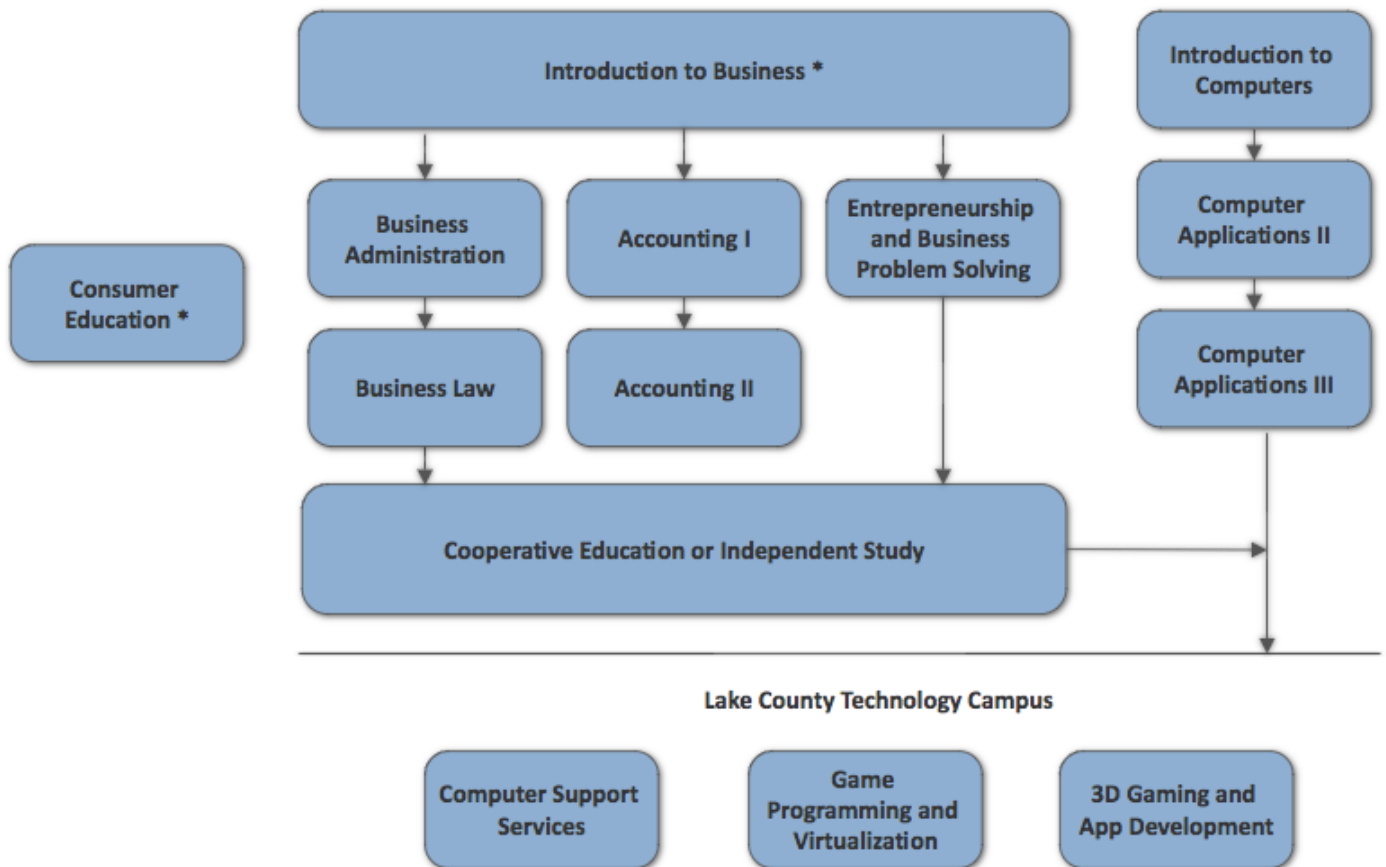 Introduction to Business *
Introduction to
Computers
Business
Administration
Accounting I
Entrepreneurship
and Business
Problem Solving
Computer
Applications II
Consumer
Education *
Business Law
Accounting II
Computer
Applications III
Cooperative Education or Independent Study
Lake County Technology Campus
Computer Support
Services
Game
Programming and
Virtualization
3D Gaming and
App Development